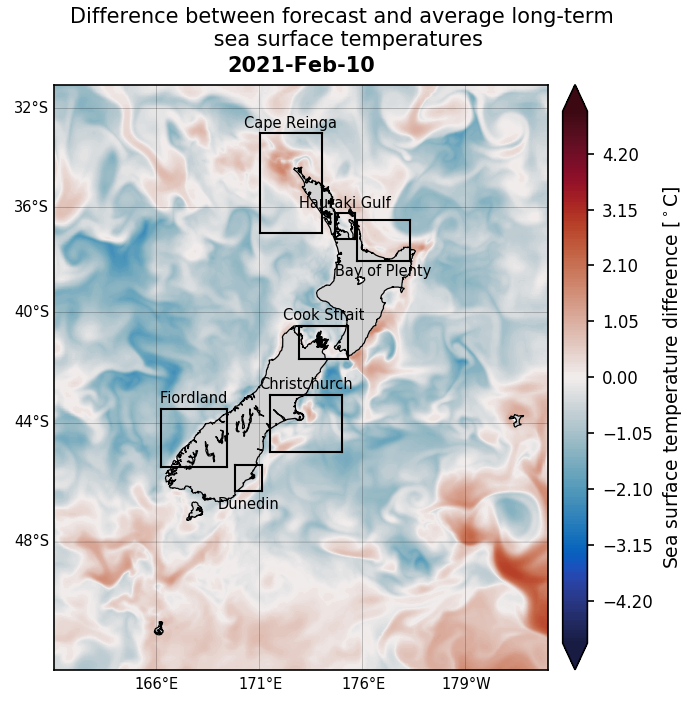 Difference between forecast and average long-term
sea surface temperatures
2021-Feb-10
32°S
36°S
40°S
44°S
48°S
166°E
171°E
176°E
179°W
Cape Reinga
Hauraki Gulf
Bay of Plenty
Cook Strait
Christchurch
Fiordland
Dunedin
4.20
3.15
2.10
1.05
0.00
−1.05
−2.10
−3.15
−4.20
Sea surface temperature difference [°C]